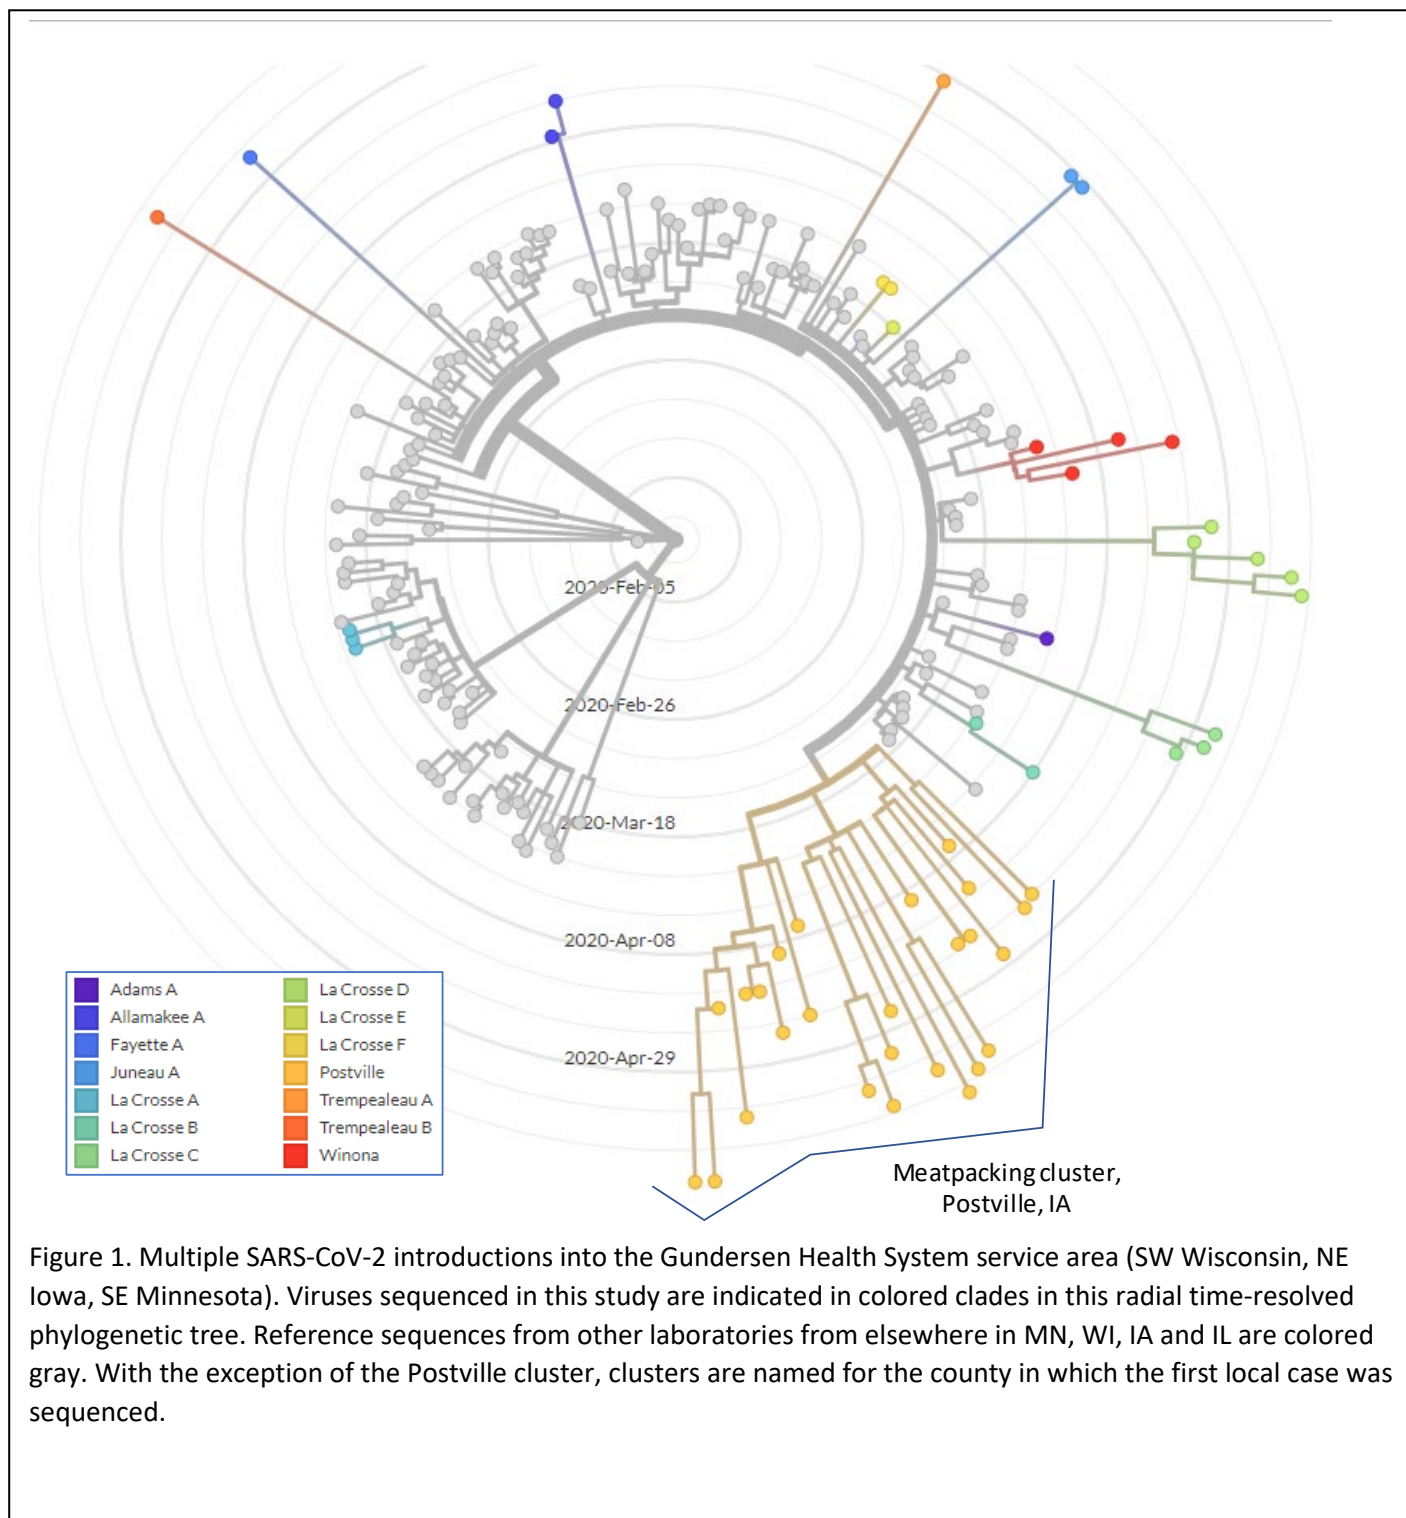 2020-Feb-05
2020-Feb-26
2020-Mar-18
2020-Apr-08
2020-Apr-29
Adams A
Allamakee A
Fayette A
Juneau A
La Crosse A
La Crosse B
La Crosse C
La Crosse D
La Crosse E
La Crosse F
Postville
Trempealeau A
Trempealeau B
Winona
Meatpacking cluster,
Postville, IA
Figure 1. Multiple SARS-CoV-2 introductions into the Gundersen Health System service area (SW Wisconsin, NE
Iowa, SE Minnesota). Viruses sequenced in this study are indicated in colored clades in this radial time-resolved
phylogenetic tree. Reference sequences from other laboratories from elsewhere in MN, WI, IA and IL are colored
gray. With the exception of the Postville cluster, clusters are named for the county in which the first local case was
sequenced.